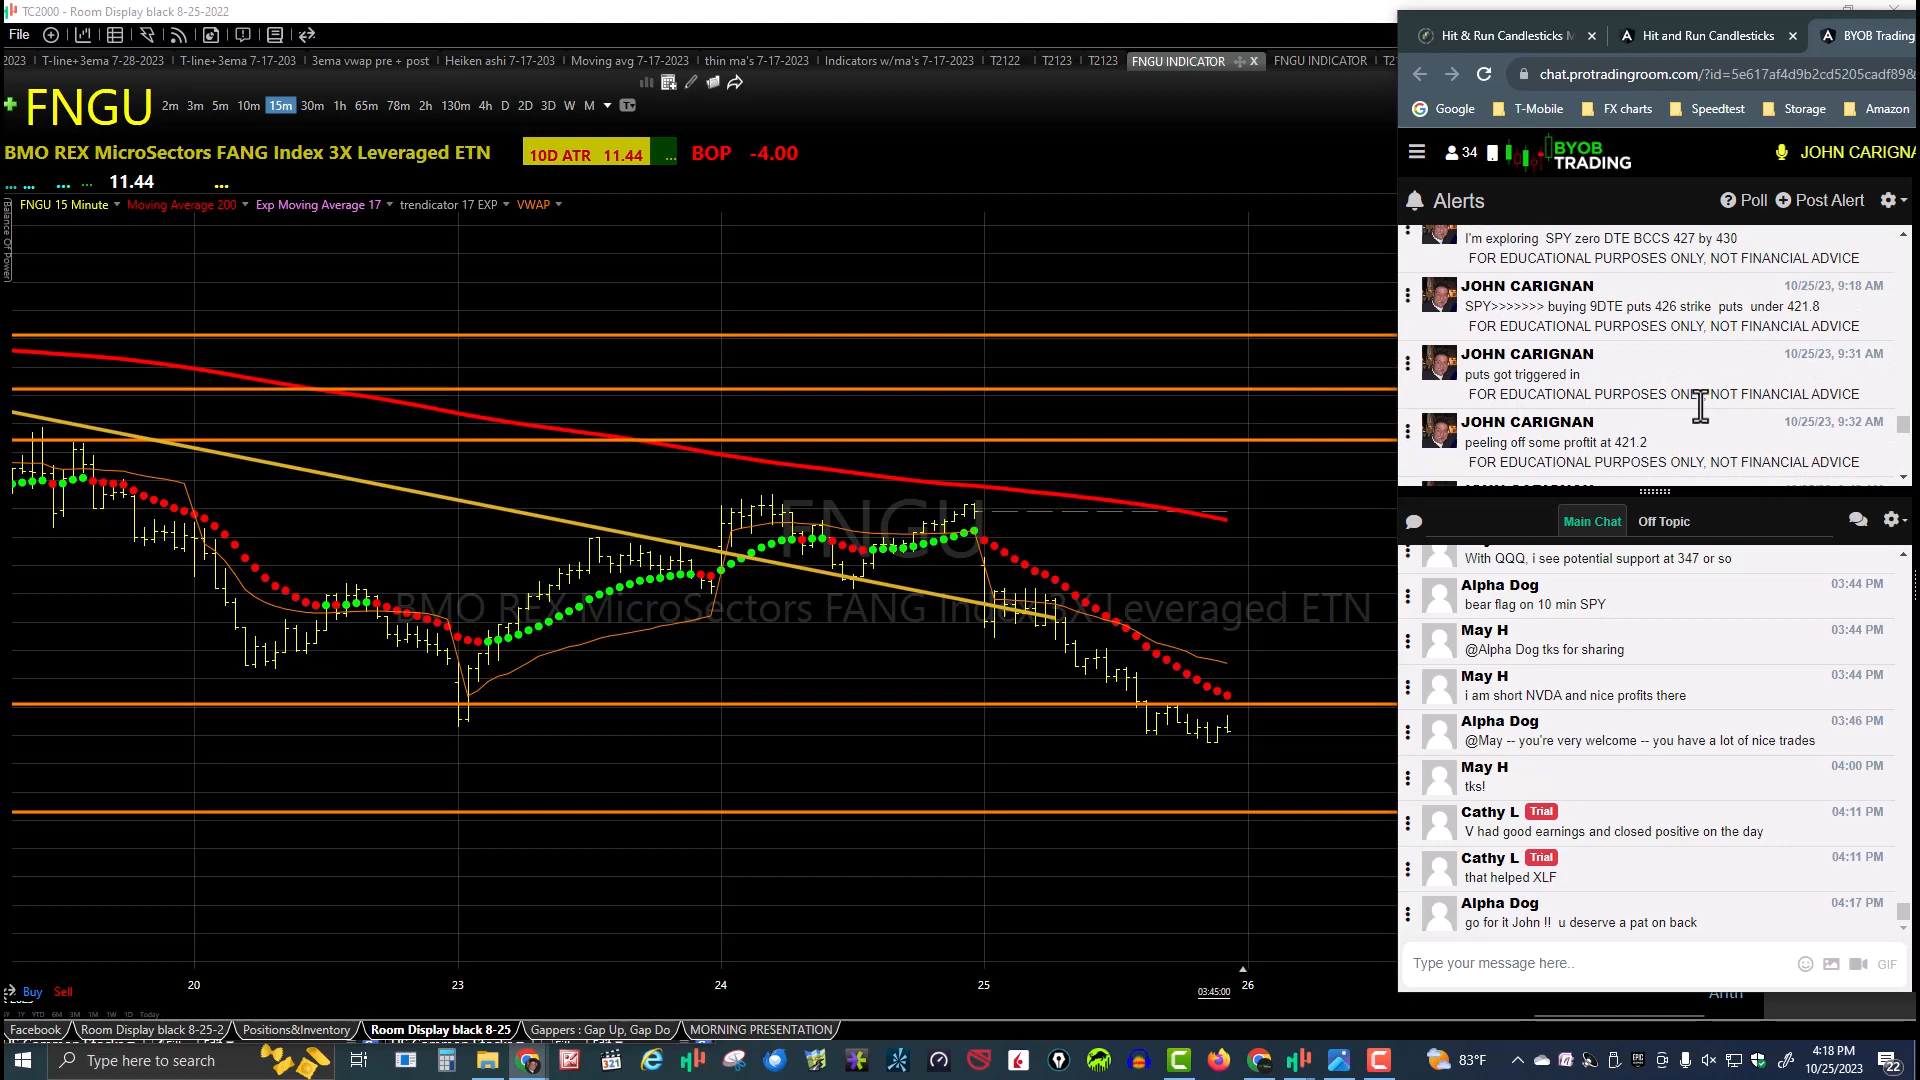 TC2000 - Room Display black 8-25-2022
File
2023 T-line+3ema 7-28-2023 T-line+3ema 7-17-203 3ema vwap pre + post Heiken ashi 7-17-203 Moving avg 7-17-2023 thin ma's 7-17-2023 Indicators w/ma's 7-17-2023 T2122 T2123 T2123 FNGU INDICATOR FNGU INDICATOR
FNGU 2m 3m 5m 10m 15m 30m 1h 65m 78m 2h 130m 4h D 2D 3D W M
BMO REX MicroSectors FANG Index 3X Leveraged ETN 10D ATR 11.44 ... BOP -4.00
... ... ... ... 11.44 ...
FNGU 15 Minute Moving Average 200 Exp Moving Average 17 trendicator 17 EXP VWAP
Balance Of Power
FNGU
BMO REX MicroSectors FANG Index 3X Leveraged ETN
20 23 24 25 26
03:45:00
Buy Sell
Facebook Room Display black 8-25-2 Positions&Inventory Room Display black 8-25 Gappers : Gap Up, Gap Do MORNING PRESENTATION
Hit & Run Candlesticks Hit and Run Candlesticks BYOB Trading
chat.protradingroom.com/?id=5e617af4d9b2cd5205cadf89&
Google T-Mobile FX charts Speedtest Storage Amazon
34 BYOB TRADING JOHN CARIGNA
Alerts Poll Post Alert
I'm exploring SPY zero DTE BCCS 427 by 430
FOR EDUCATIONAL PURPOSES ONLY, NOT FINANCIAL ADVICE
JOHN CARIGNAN 10/25/23, 9:18 AM
SPY>>>>>>> buying 9DTE puts 426 strike puts under 421.8
FOR EDUCATIONAL PURPOSES ONLY, NOT FINANCIAL ADVICE
JOHN CARIGNAN 10/25/23, 9:31 AM
puts got triggered in
FOR EDUCATIONAL PURPOSES ONLY, NOT FINANCIAL ADVICE
JOHN CARIGNAN 10/25/23, 9:32 AM
peeling off some proftit at 421.2
FOR EDUCATIONAL PURPOSES ONLY, NOT FINANCIAL ADVICE
Main Chat Off Topic
With QQQ, i see potential support at 347 or so
Alpha Dog 03:44 PM
bear flag on 10 min SPY
May H 03:44 PM
@Alpha Dog tks for sharing
May H 03:44 PM
i am short NVDA and nice profits there
Alpha Dog 03:46 PM
@May -- you're very welcome -- you have a lot of nice trades
May H 04:00 PM
tks!
Cathy L Trial 04:11 PM
V had good earnings and closed positive on the day
Cathy L Trial 04:11 PM
that helped XLF
Alpha Dog 04:17 PM
go for it John !! u deserve a pat on back
Type your message here.. GIF
Type here to search
83°F
4:18 PM
10/25/2023
22